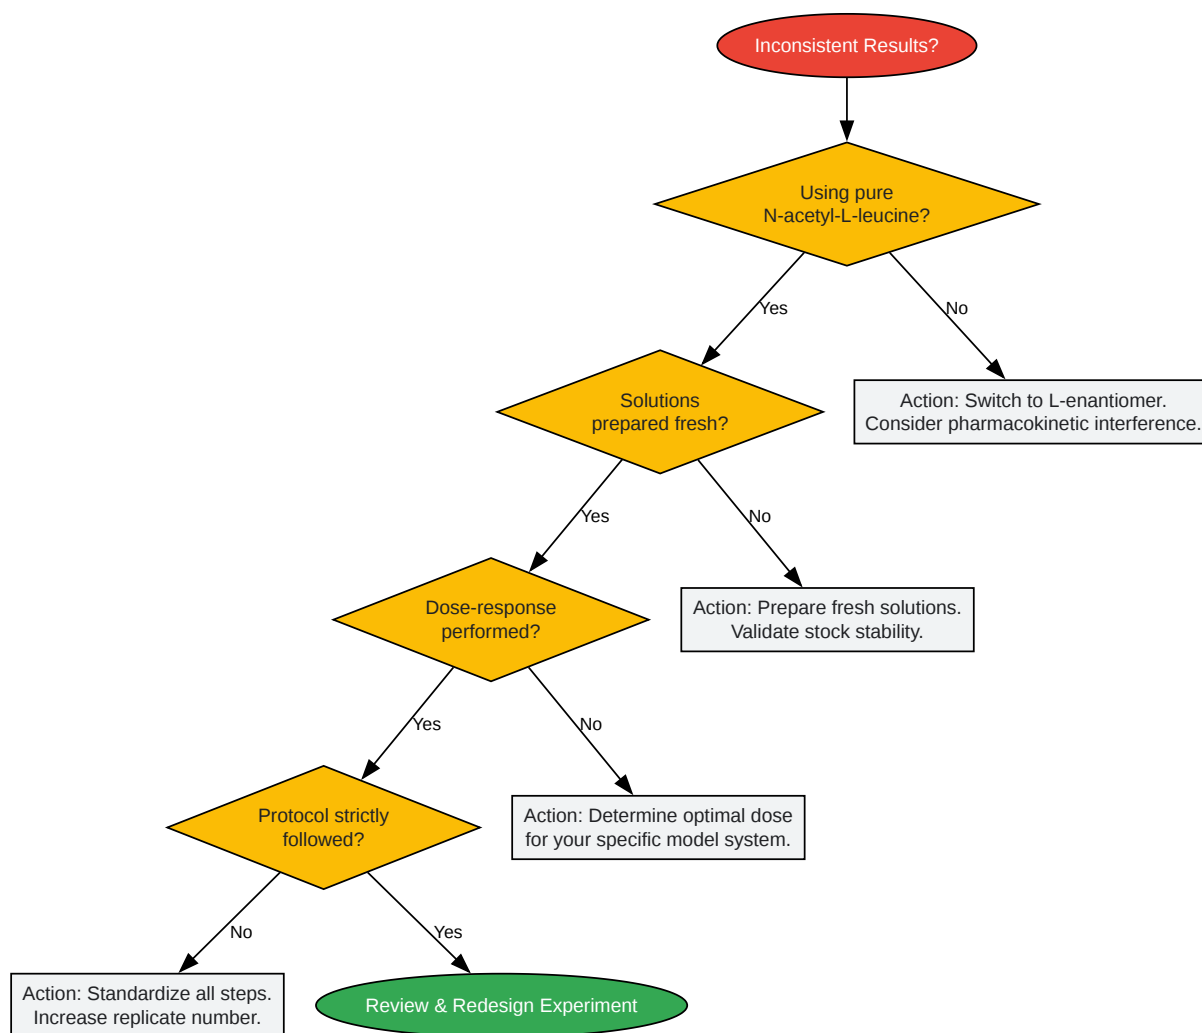 Inconsistent Results?
Using pure
N-acetyl-L-leucine?
Yes
No
Solutions
prepared fresh?
Action: Switch to L-enantiomer.
Consider pharmacokinetic interference.
Yes
No
Dose-response
performed?
Action: Prepare fresh solutions.
Validate stock stability.
Yes
No
Protocol strictly
followed?
Action: Determine optimal dose
for your specific model system.
No
Yes
Action: Standardize all steps.
Increase replicate number.
Review & Redesign Experiment